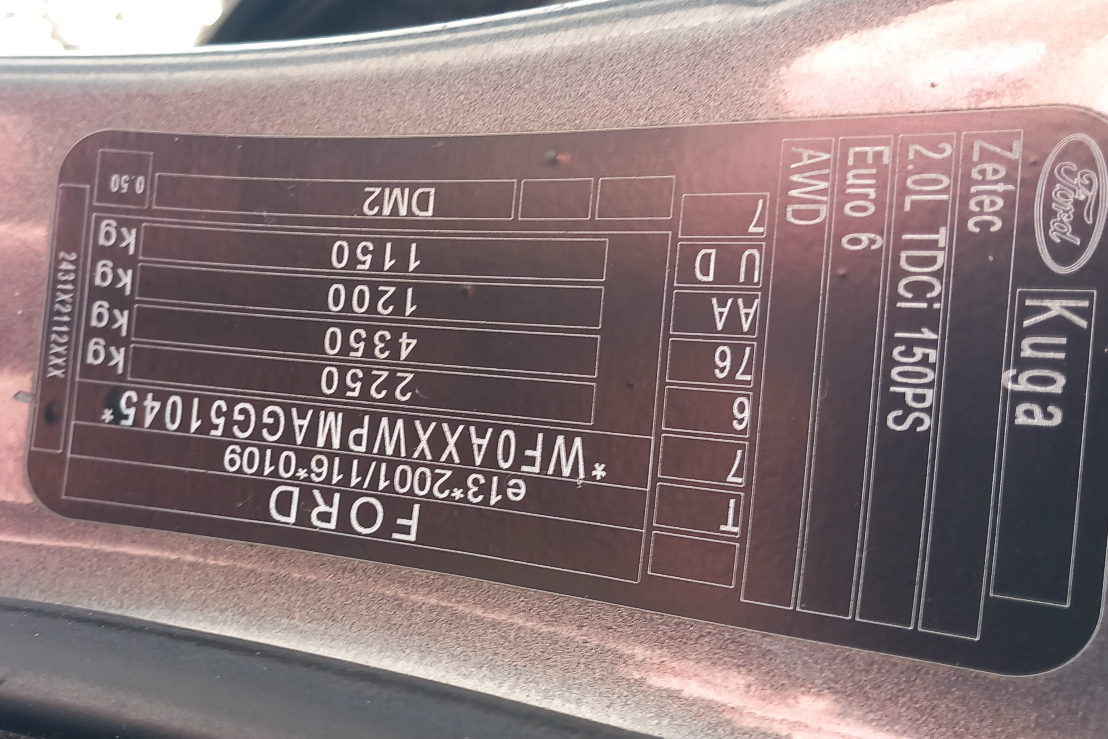 Ford
Kuga
Zetec
2.0L TDCi 150PS
Euro 6
AWD
FORD
e13*2001/116*0109
*WF0AXXWPMAGG51045*
2250 kg
4350 kg
1200 kg
1150 kg
DM2
0.50
T
7
6
76
AA
U D
7
2431X2112XXX